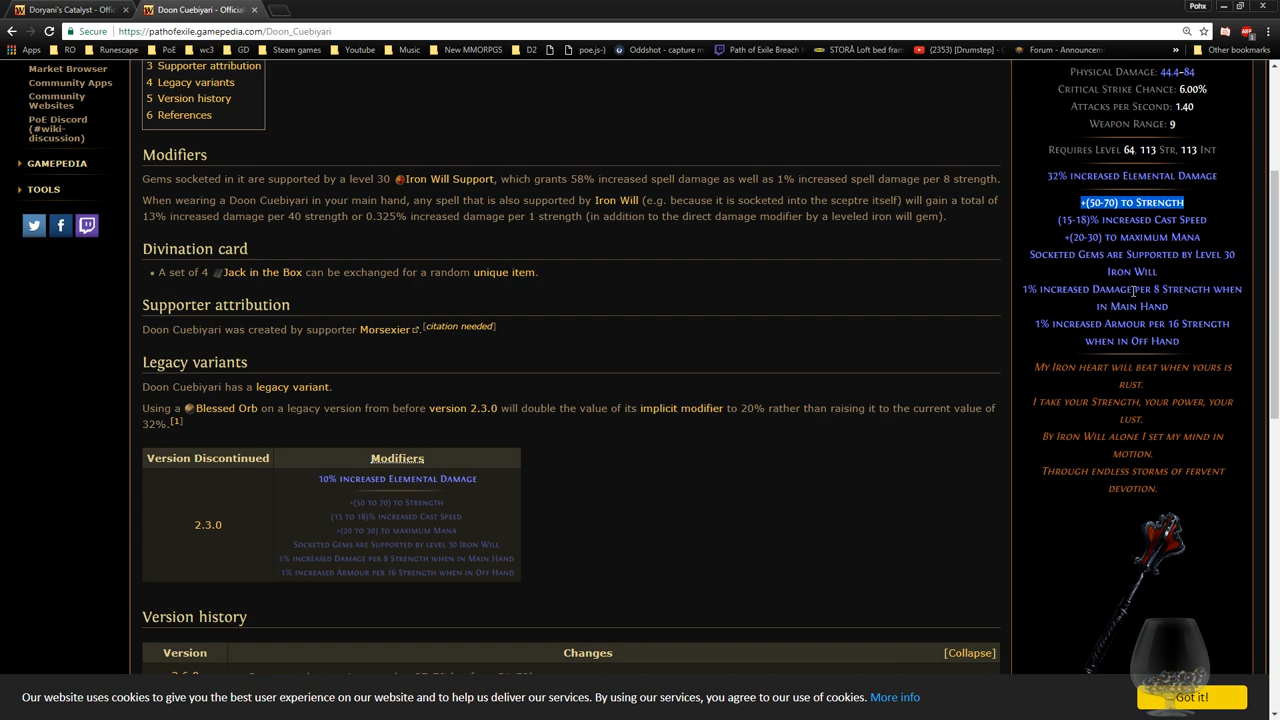 Doryani's Catalyst - Offic
Doon Cuebiyari - Official
Pohx
Secure
https://pathofexile.gamepedia.com/Doon_Cuebiyari
Apps
RO
Runescape
PoE
wc3
GD
Steam games
Youtube
Music
New MMORPGS
D2
poe.js-)
Oddshot - capture m
Path of Exile Breach H
STORÅ Loft bed fram
(2353) [Drumstep] —
Forum - Announcem
»
Other bookmarks
Market Browser
Community Apps
Community
Websites
PoE Discord
(#wiki-
discussion)
GAMEPEDIA
TOOLS
3 Supporter attribution
4 Legacy variants
5 Version history
6 References
Modifiers
Gems socketed in it are supported by a level 30 Iron Will Support, which grants 58% increased spell damage as well as 1% increased spell damage per 8 strength.
When wearing a Doon Cuebiyari in your main hand, any spell that is also supported by Iron Will (e.g. because it is socketed into the sceptre itself) will gain a total of
13% increased damage per 40 strength or 0.325% increased damage per 1 strength (in addition to the direct damage modifier by a leveled iron will gem).
Divination card
• A set of 4 Jack in the Box can be exchanged for a random unique item.
Supporter attribution
Doon Cuebiyari was created by supporter Morsexier.[citation needed]
Legacy variants
Doon Cuebiyari has a legacy variant.
Using a Blessed Orb on a legacy version from before version 2.3.0 will double the value of its implicit modifier to 20% rather than raising it to the current value of
32%.[1]
Version Discontinued
Modifiers
2.3.0
10% increased Elemental Damage
+(50 to 70) to Strength
(15 to 18)% increased Cast Speed
+(20 to 30) to maximum Mana
Socketed Gems are Supported by level 30 Iron Will
1% increased Damage per 8 Strength when in Main Hand
1% increased Armour per 16 Strength when in Off Hand
Version history
Version
Changes
[Collapse]
Physical Damage: 44.4–84
Critical Strike Chance: 6.00%
Attacks per Second: 1.40
Weapon Range: 9
Requires Level 64, 113 Str, 113 Int
32% increased Elemental Damage
+(50-70) to Strength
(15-18)% increased Cast Speed
+(20-30) to maximum Mana
Socketed Gems are Supported by Level 30
Iron Will
1% increased Damage per 8 Strength when
in Main Hand
1% increased Armour per 16 Strength
when in Off Hand
My Iron heart will beat when yours is
rust.
I take your Strength, your power, your
lust.
By Iron Will alone I set my mind in
motion.
Through endless storms of fervent
devotion.
Our website uses cookies to give you the best user experience on our website and to help us deliver our services. By using our services, you agree to our use of cookies. More info
Got it!